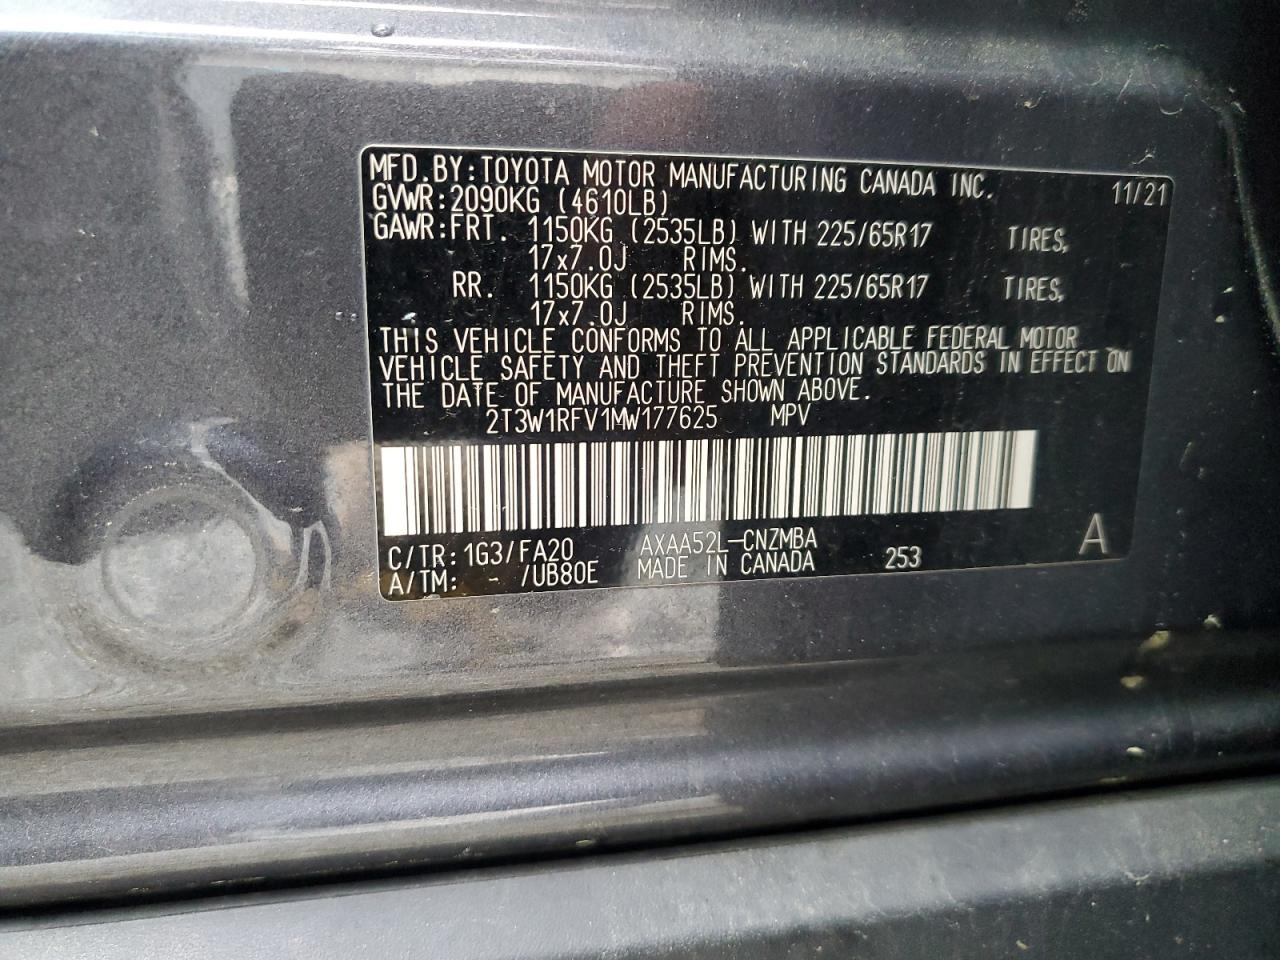 MFD.BY:TOYOTA MOTOR MANUFACTURING CANADA INC. 11/21
GVWR:2090KG (4610LB)
GAWR:FRT. 1150KG (2535LB) WITH 225/65R17 TIRES,
17x7.0J RIMS.
RR. 1150KG (2535LB) WITH 225/65R17 TIRES,
17x7.0J RIMS.
THIS VEHICLE CONFORMS TO ALL APPLICABLE FEDERAL MOTOR
VEHICLE SAFETY AND THEFT PREVENTION STANDARDS IN EFFECT ON
THE DATE OF MANUFACTURE SHOWN ABOVE.
2T3W1RFV1MW177625 MPV
C/TR:1G3/FA20 AXAA52L-CNZMBA A
A/TM: - /UB80E MADE IN CANADA 253